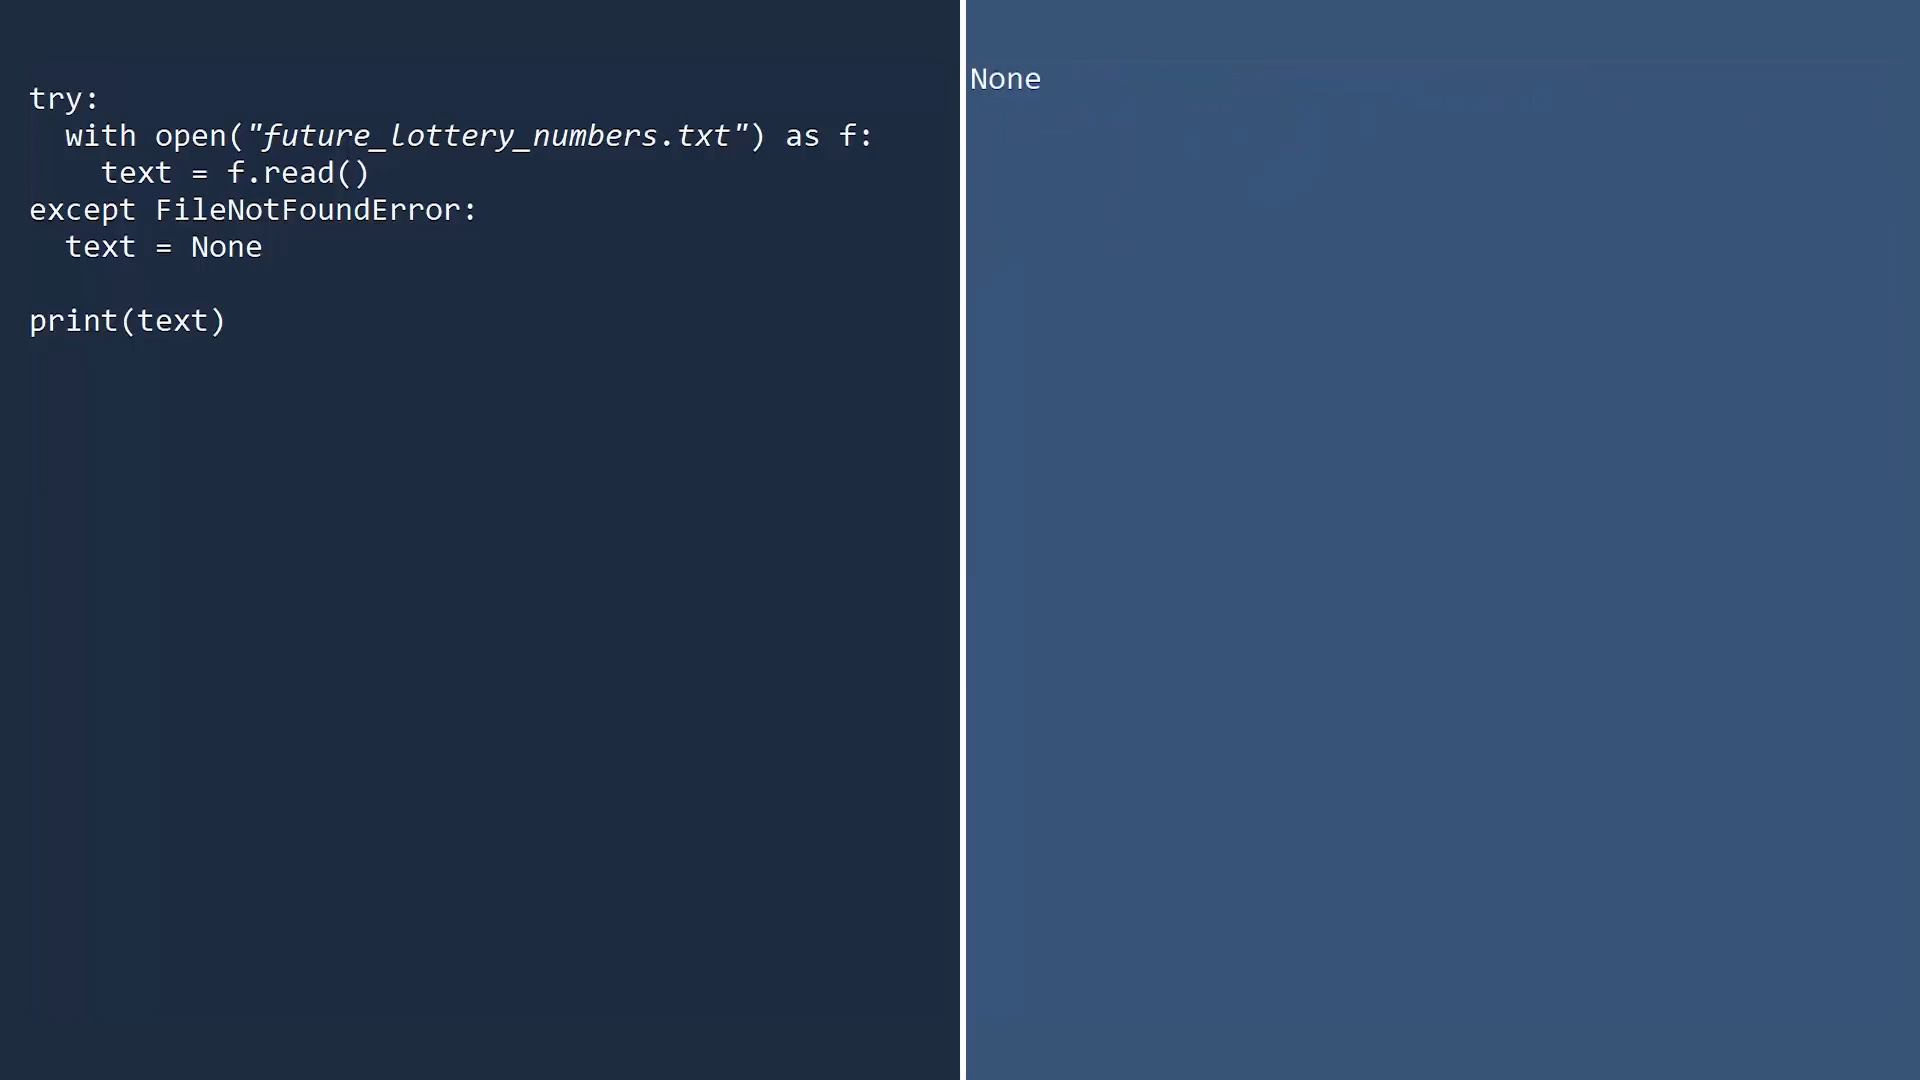 try:
  with open("future_lottery_numbers.txt") as f:
    text = f.read()
except FileNotFoundError:
  text = None

print(text)
None